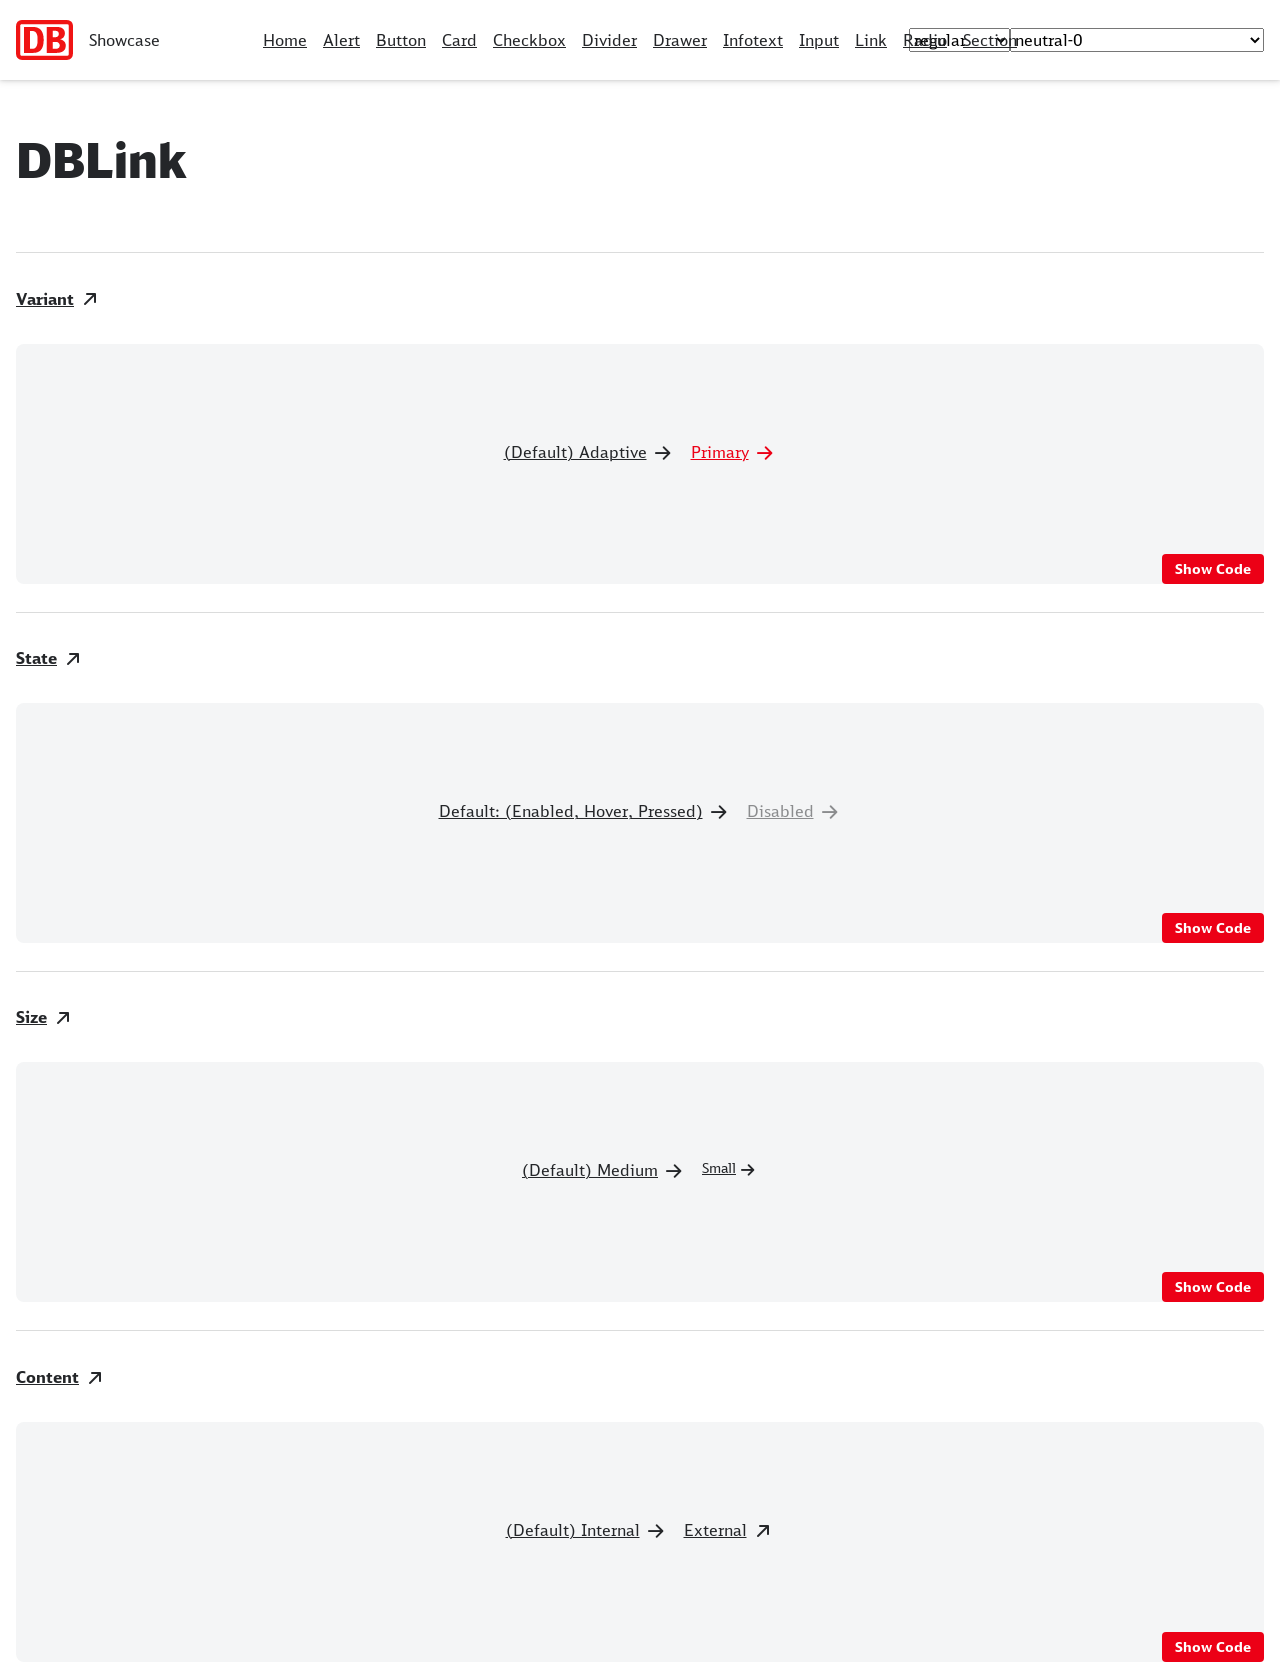 DB Showcase Home Alert Button Card Checkbox Divider Drawer Infotext Input Link Radio Section regular neutral-0
DBLink
Variant
(Default) Adaptive Primary
Show Code
State
Default: (Enabled, Hover, Pressed) Disabled
Show Code
Size
(Default) Medium Small
Show Code
Content
(Default) Internal External
Show Code